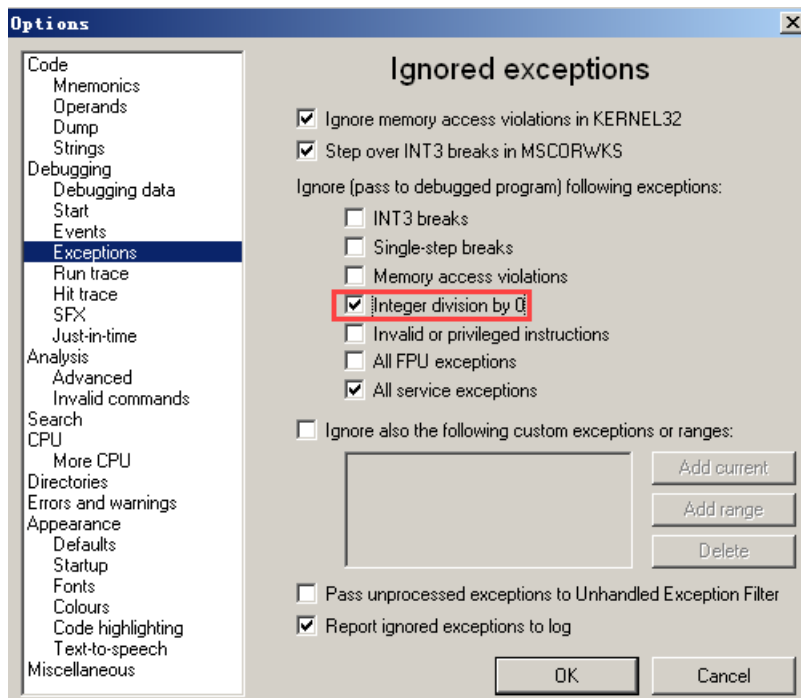 Options
Code
Mnemonics
Operands
Dump
Strings
Debugging
Debugging data
Start
Events
Exceptions
Run trace
Hit trace
SFX
Just-in-time
Analysis
Advanced
Invalid commands
Search
CPU
More CPU
Directories
Errors and warnings
Appearance
Defaults
Startup
Fonts
Colours
Code highlighting
Text-to-speech
Miscellaneous
Ignored exceptions
Ignore memory access violations in KERNEL32
Step over INT3 breaks in MSCORWKS
Ignore (pass to debugged program) following exceptions:
INT3 breaks
Single-step breaks
Memory access violations
Integer division by 0
Invalid or privileged instructions
All FPU exceptions
All service exceptions
Ignore also the following custom exceptions or ranges:
Add current
Add range
Delete
Pass unprocessed exceptions to Unhandled Exception Filter
Report ignored exceptions to log
OK
Cancel